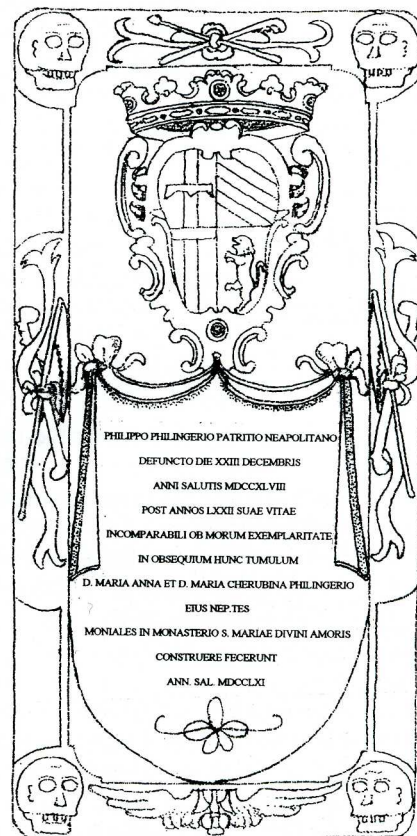 PHILIPPO PHILINGERIO PATRITIO NEAPOLITANO
DEFUNCTO DIE XXIII DECEMBRIS
ANNI SALUTIS MDCCXLVIII
POST ANNOS LXXII SUAE VITAE
INCOMPARABILI OB MORUM EXEMPLARITATE
IN OBSEQUIUM HUNC TUMULUM
D. MARIA ANNA ET D. MARIA CHERUBINA PHILINGERIO
EIUS NEP.TES
MONIALES IN MONASTERIO S. MARIAE DIVINI AMORIS
CONSTRUERE FECERUNT
ANN. SAL. MDCCLXI